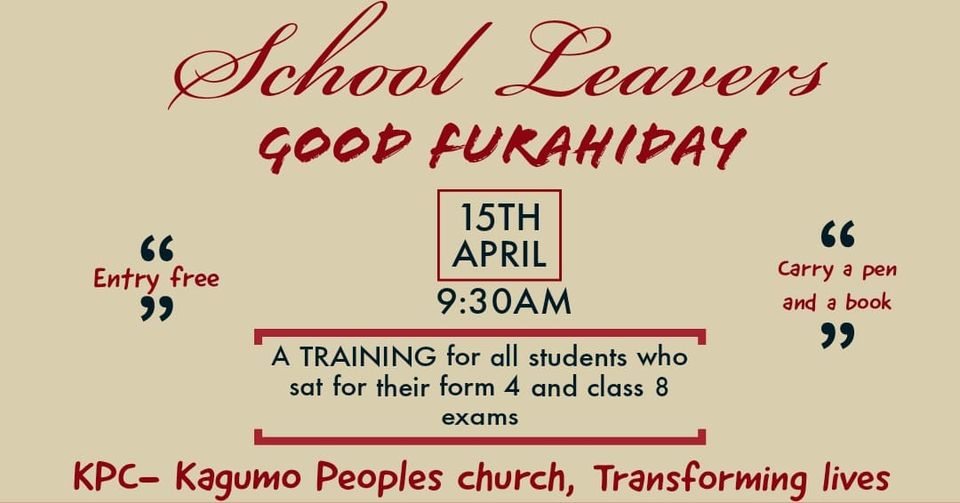 School Leavers
GOOD FURAHIDAY
15TH
APRIL
9:30AM
“
Entry free
”
“
Carry a pen
and a book
”
A TRAINING for all students who
sat for their form 4 and class 8
exams
KPC- Kagumo Peoples church, Transforming lives